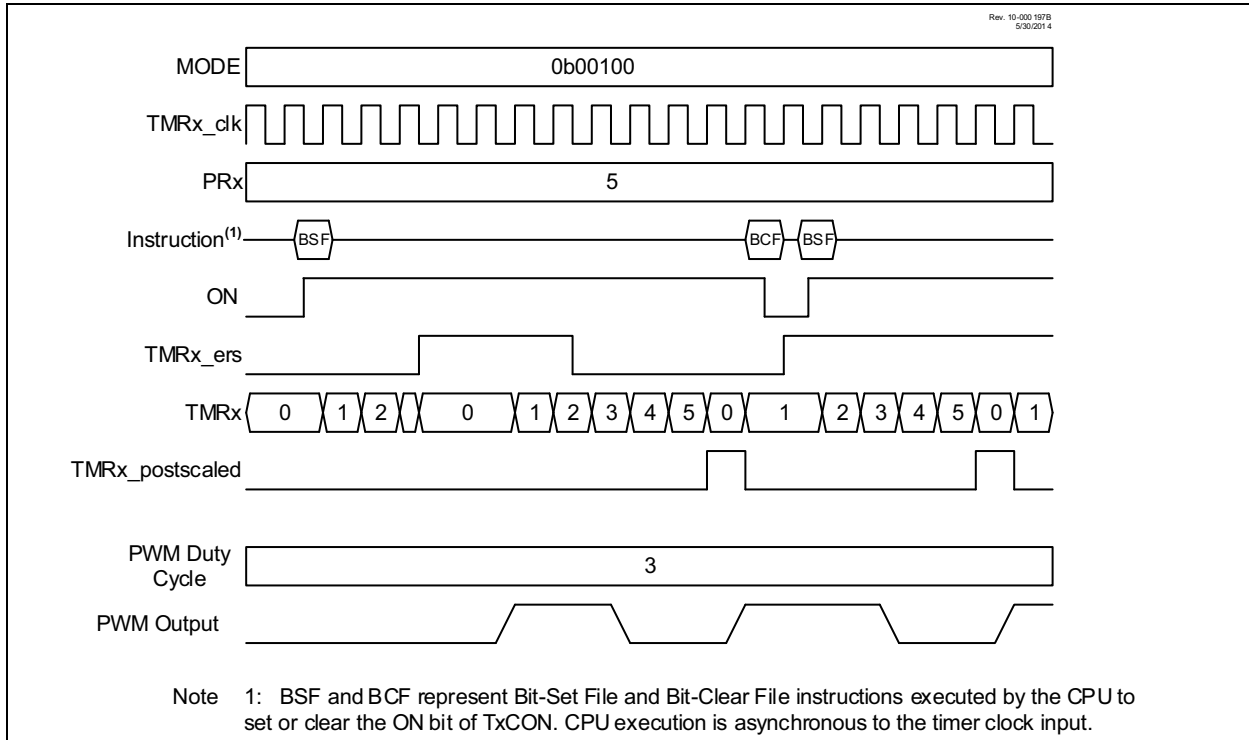 Rev. 10-000 197B
5/30/201 4
MODE 0b00100
TMRx_clk
PRx 5
Instruction(1) BSF BCF BSF
ON
TMRx_ers
TMRx 0 1 2 0 1 2 3 4 5 0 1 2 3 4 5 0 1
TMRx_postscaled
PWM Duty
Cycle 3
PWM Output
Note 1: BSF and BCF represent Bit-Set File and Bit-Clear File instructions executed by the CPU to
set or clear the ON bit of TxCON. CPU execution is asynchronous to the timer clock input.